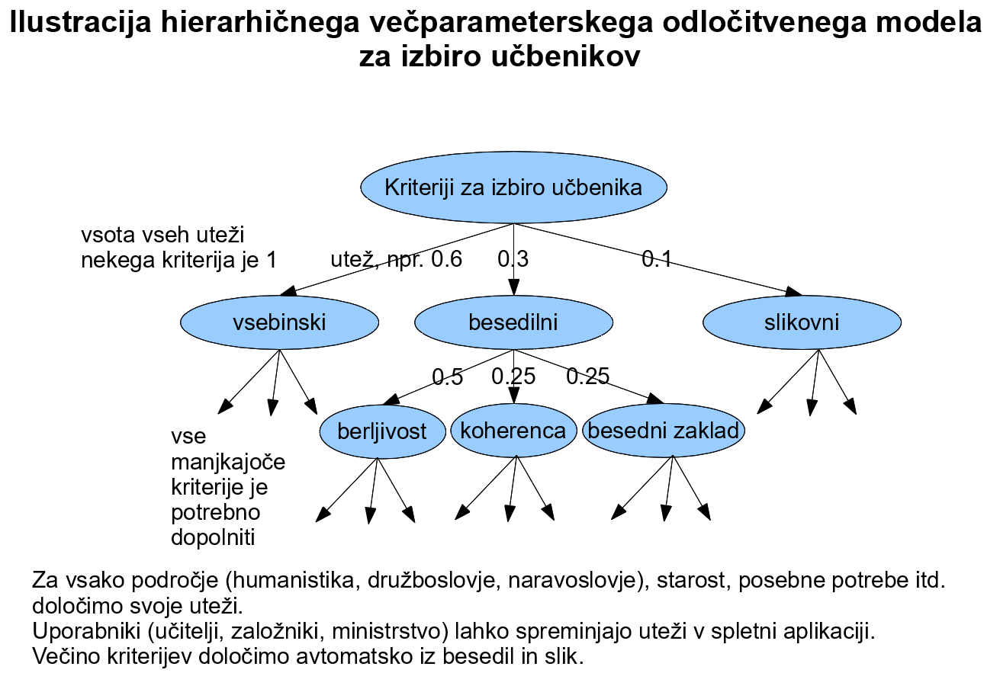 Ilustracija hierarhičnega večparameterskega odločitvenega modela
za izbiro učbenikov
Kriteriji za izbiro učbenika
vsota vseh uteži
nekega kriterija je 1
utež, npr. 0.6
0.3
0.1
vsebinski
besedilni
slikovni
0.5
0.25
0.25
berljivost
koherenca
besedni zaklad
vse
manjkajoče
kriterije je
potrebno
dopolniti
Za vsako področje (humanistika, družboslovje, naravoslovje), starost, posebne potrebe itd.
določimo svoje uteži.
Uporabniki (učitelji, založniki, ministrstvo) lahko spreminjajo uteži v spletni aplikaciji.
Večino kriterijev določimo avtomatsko iz besedil in slik.